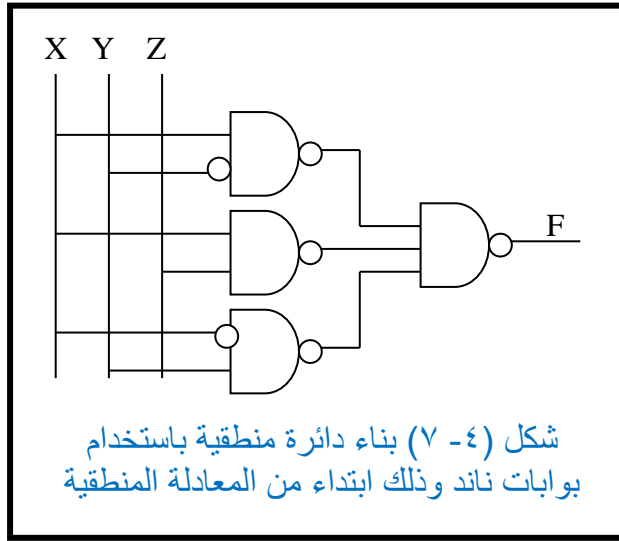 X Y Z
F
شكل (٤- ٧) بناء دائرة منطقية باستخدام
بوابات ناند وذلك ابتداء من المعادلة المنطقية